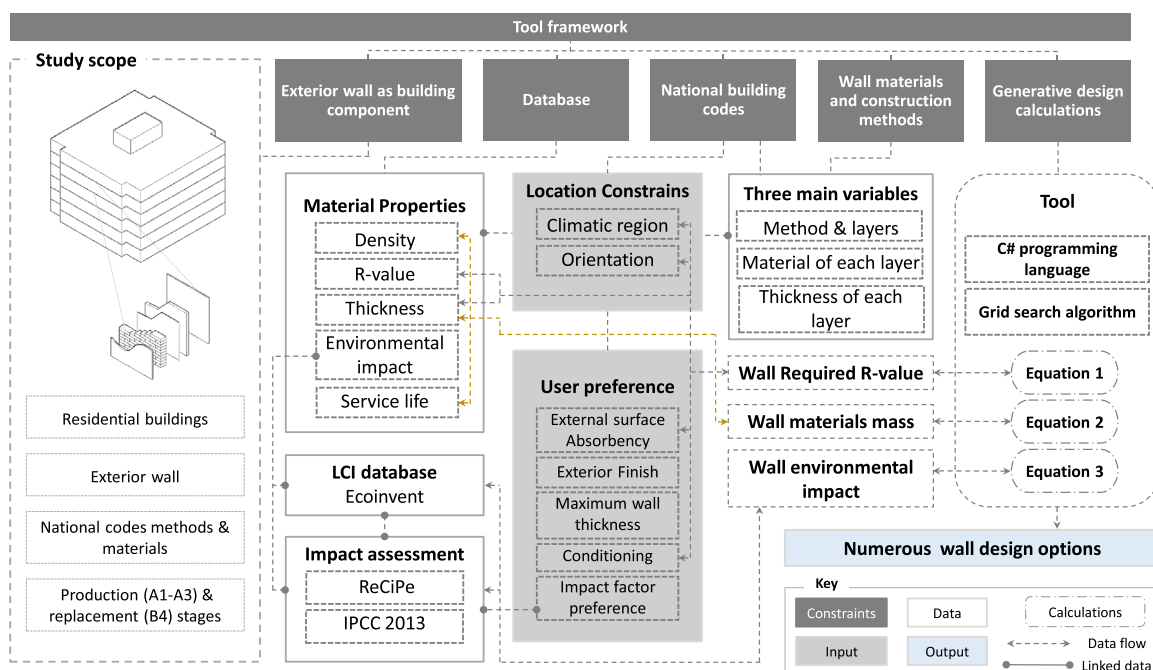 Tool framework
Study scope
Exterior wall as building
component
Database
National building
codes
Wall materials
and construction
methods
Generative design
calculations
Residential buildings
Exterior wall
National codes methods &
materials
Production (A1-A3) &
replacement (B4) stages
Material Properties
Density
R-value
Thickness
Environmental
impact
Service life
LCI database
Ecoinvent
Impact assessment
ReCiPe
IPCC 2013
Location Constrains
Climatic region
Orientation
User preference
External surface
Absorbency
Exterior Finish
Maximum wall
thickness
Conditioning
Impact factor
preference
Three main variables
Method & layers
Material of each layer
Thickness of each
layer
Wall Required R-value
Wall materials mass
Wall environmental
impact
Tool
C# programming
language
Grid search algorithm
Equation 1
Equation 2
Equation 3
Numerous wall design options
Key
Constraints
Data
Calculations
Input
Output
Data flow
Linked data